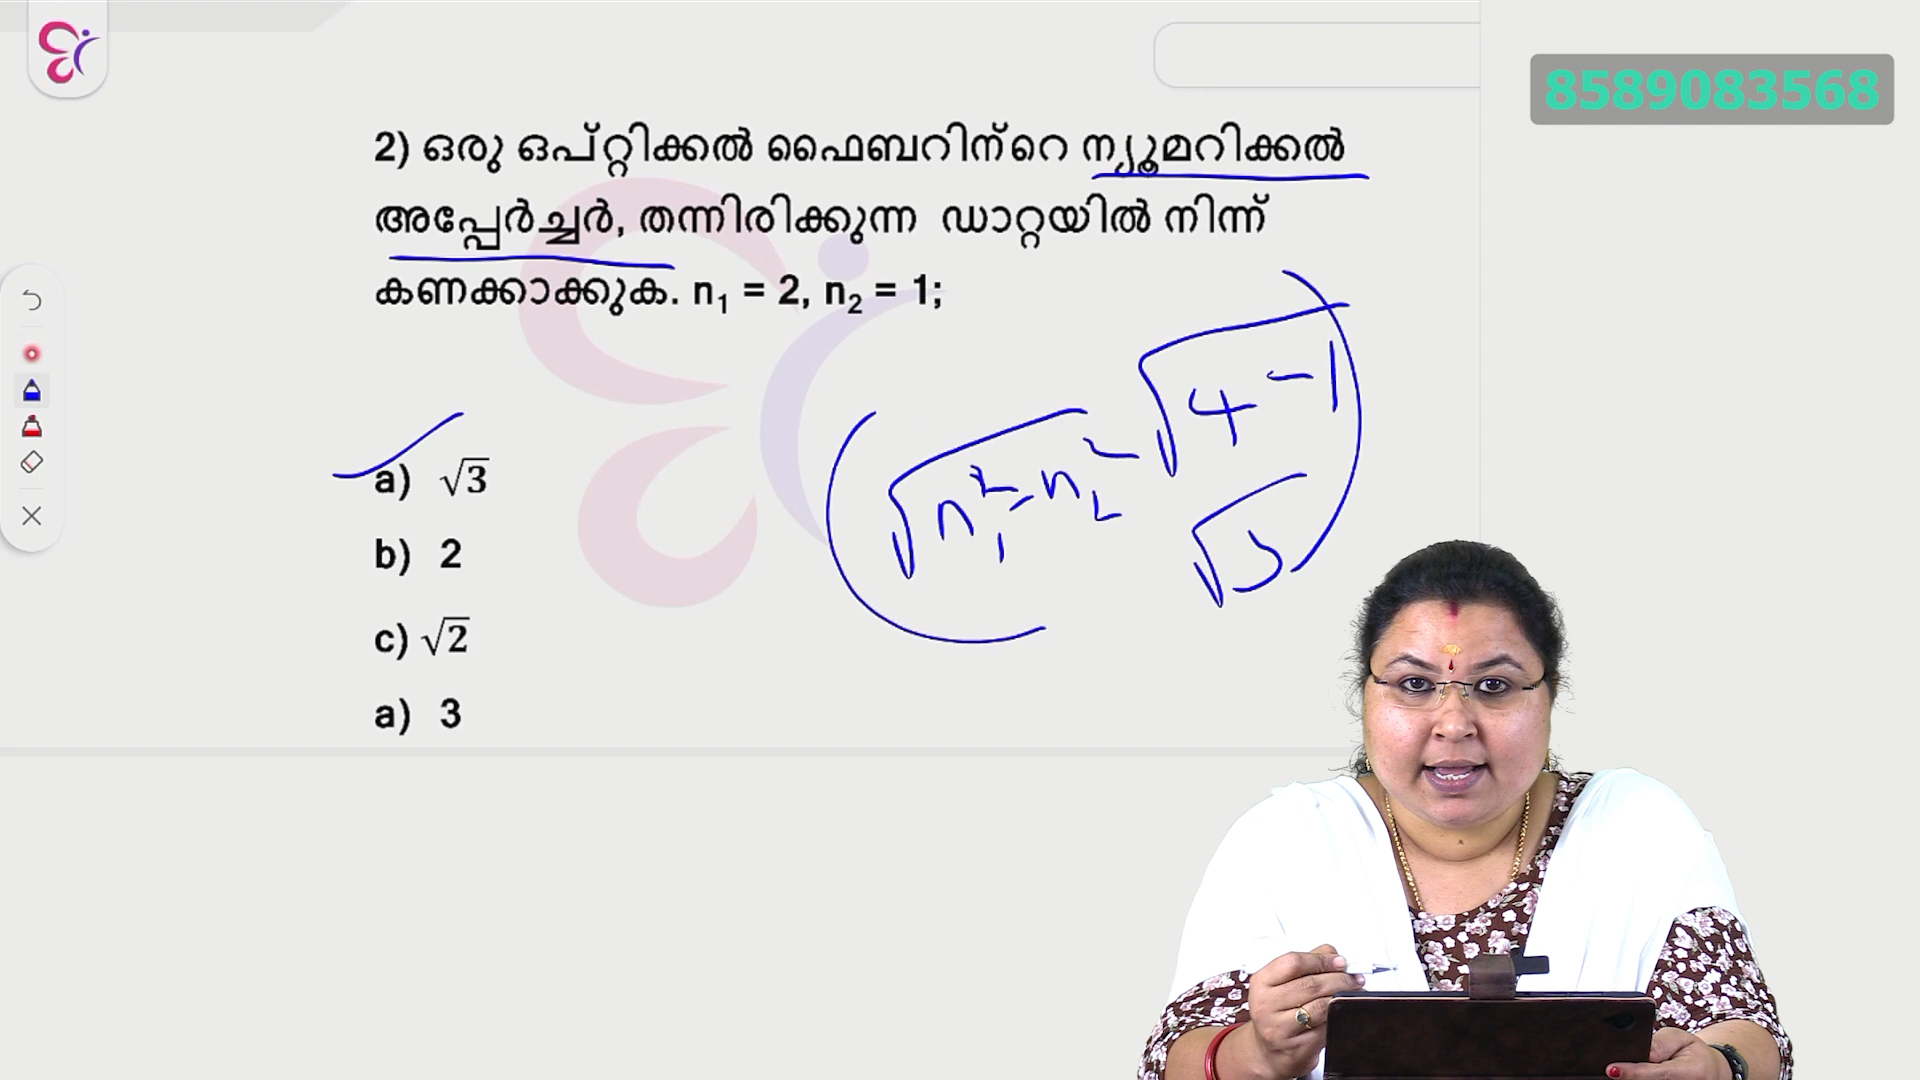 8589083568
2) ഒരു ഒപ്റ്റിക്കൽ ഫൈബറിന്റെ ന്യൂമറിക്കൽ
അപ്പേർച്ചർ, തന്നിരിക്കുന്ന ഡാറ്റയിൽ നിന്ന്
കണക്കാക്കുക. n₁ = 2, n₂ = 1;
√4 - 1
√n₁² - n₂²
a) √3
√3
b) 2
c) √2
a) 3